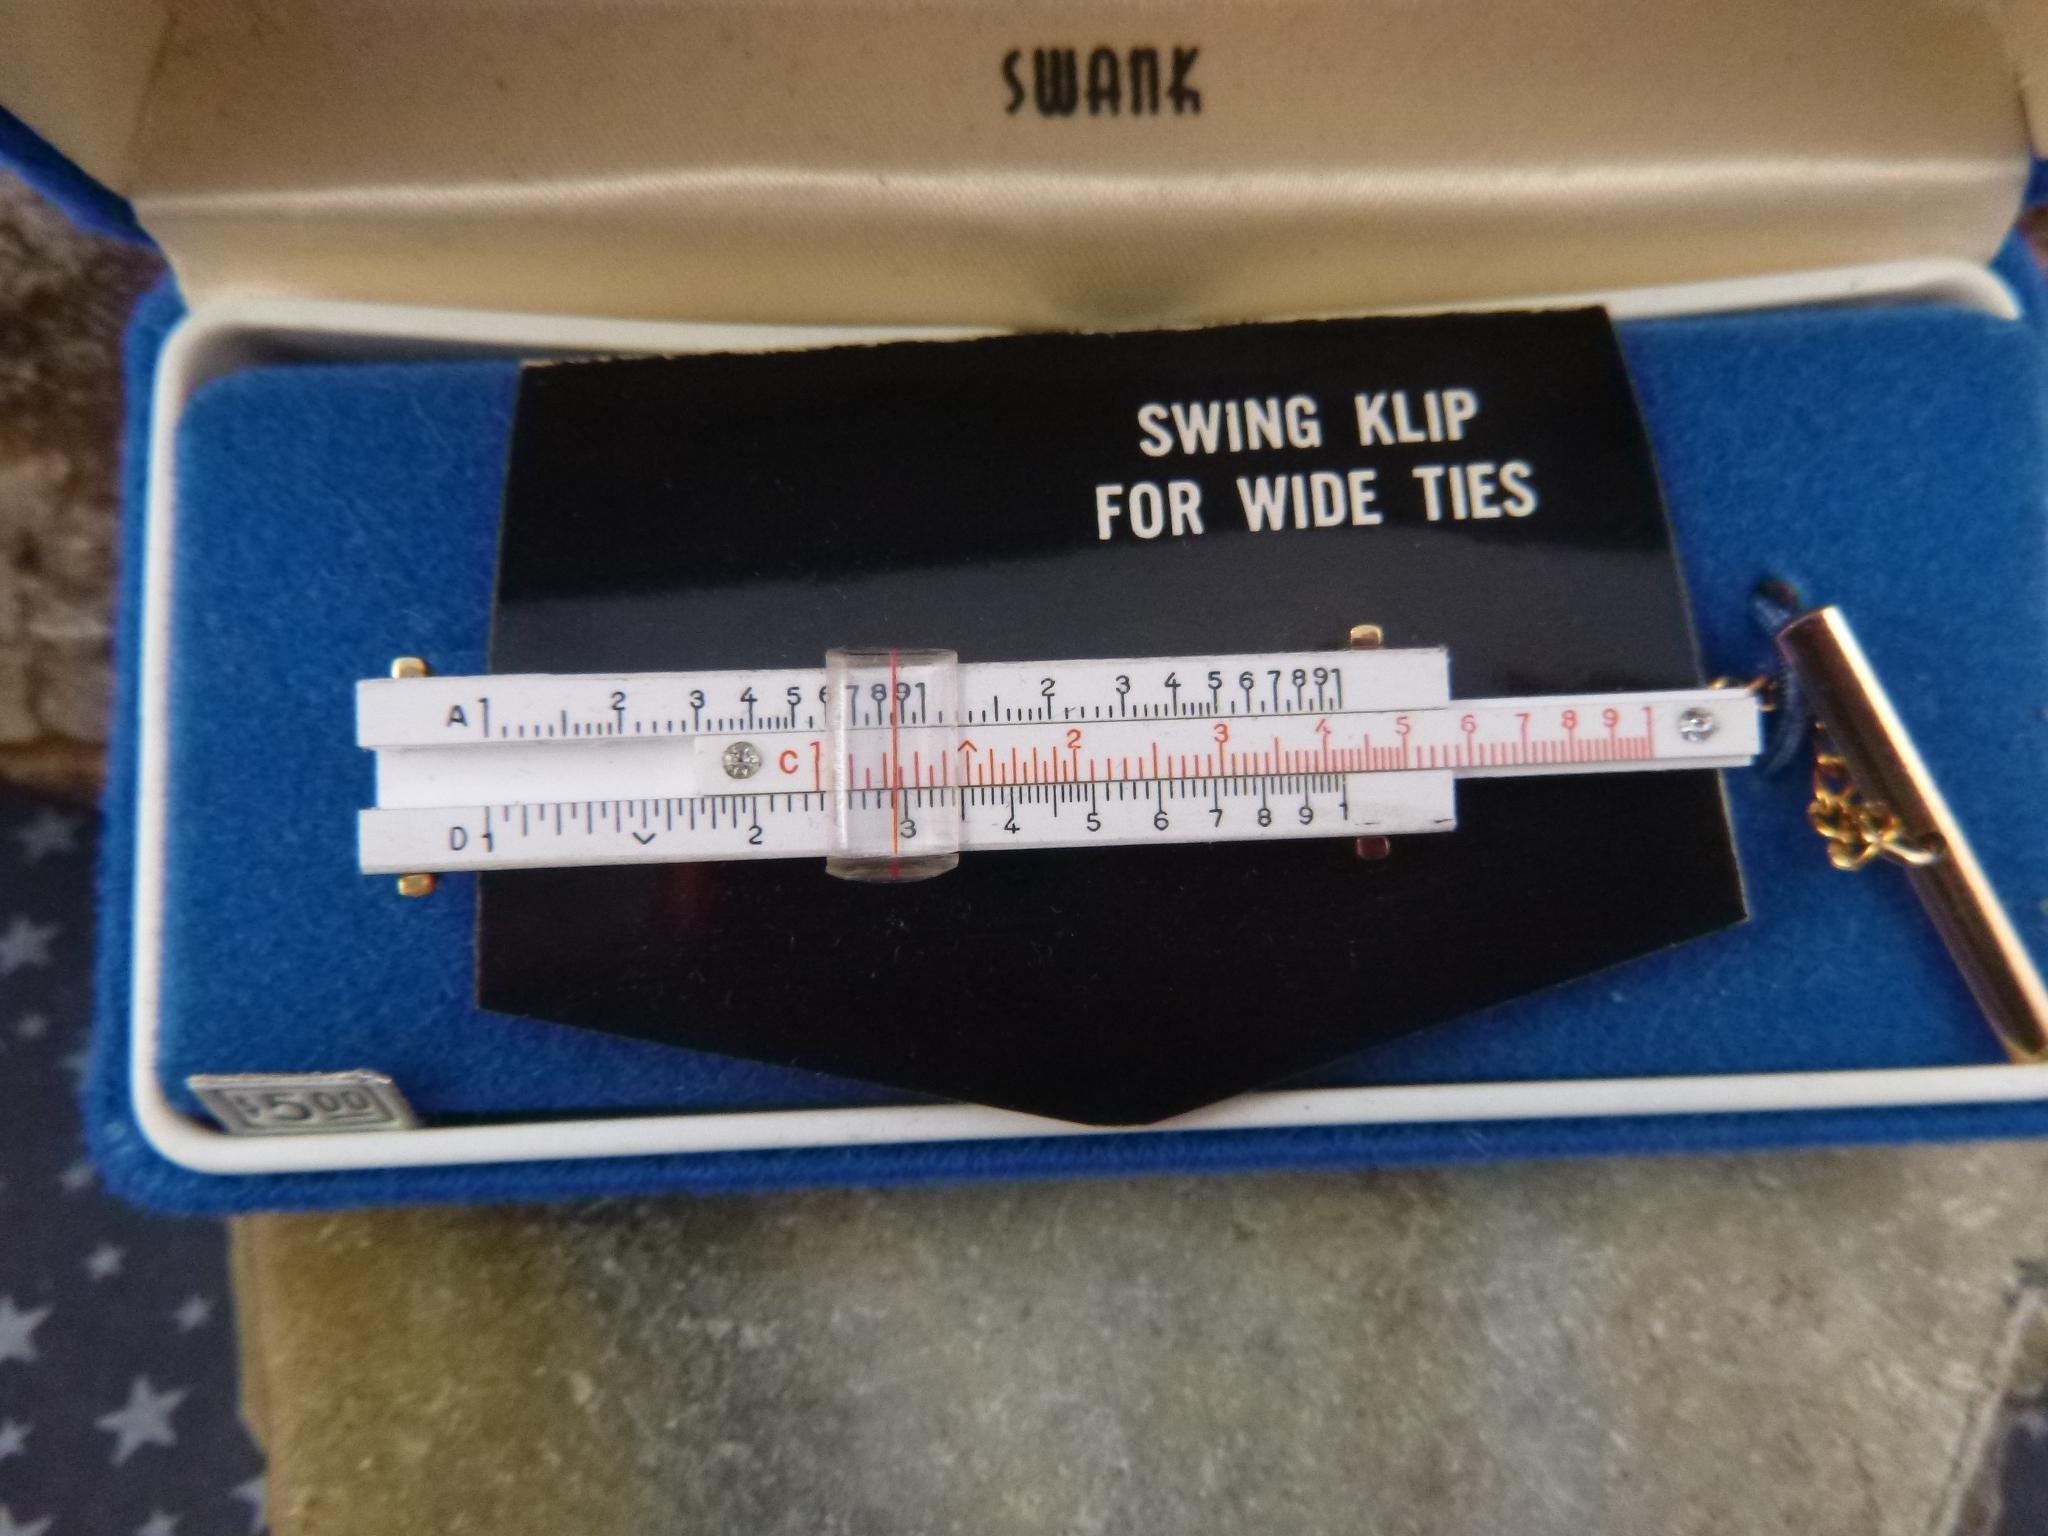 SWANK
SWING KLIP
FOR WIDE TIES
A 1 2 3 4 5 6 7 8 9 1 2 3 4 5 6 7 8 9 1
C 1 2 3 4 5 6 7 8 9 1
D 1 2 3 4 5 6 7 8 9 1
$5.00